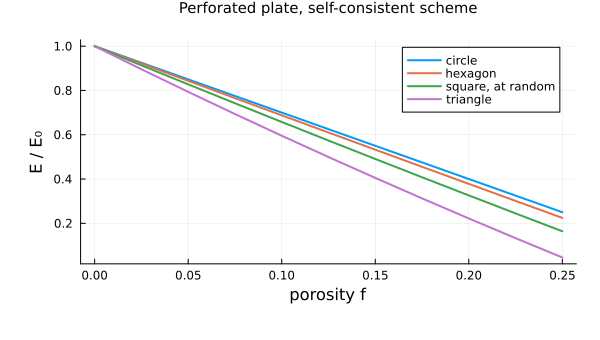 Perforated plate, self-consistent scheme
1.0
0.8
0.6
0.4
0.2
E / E₀
circle
hexagon
square, at random
triangle
0.00 0.05 0.10 0.15 0.20 0.25
porosity f